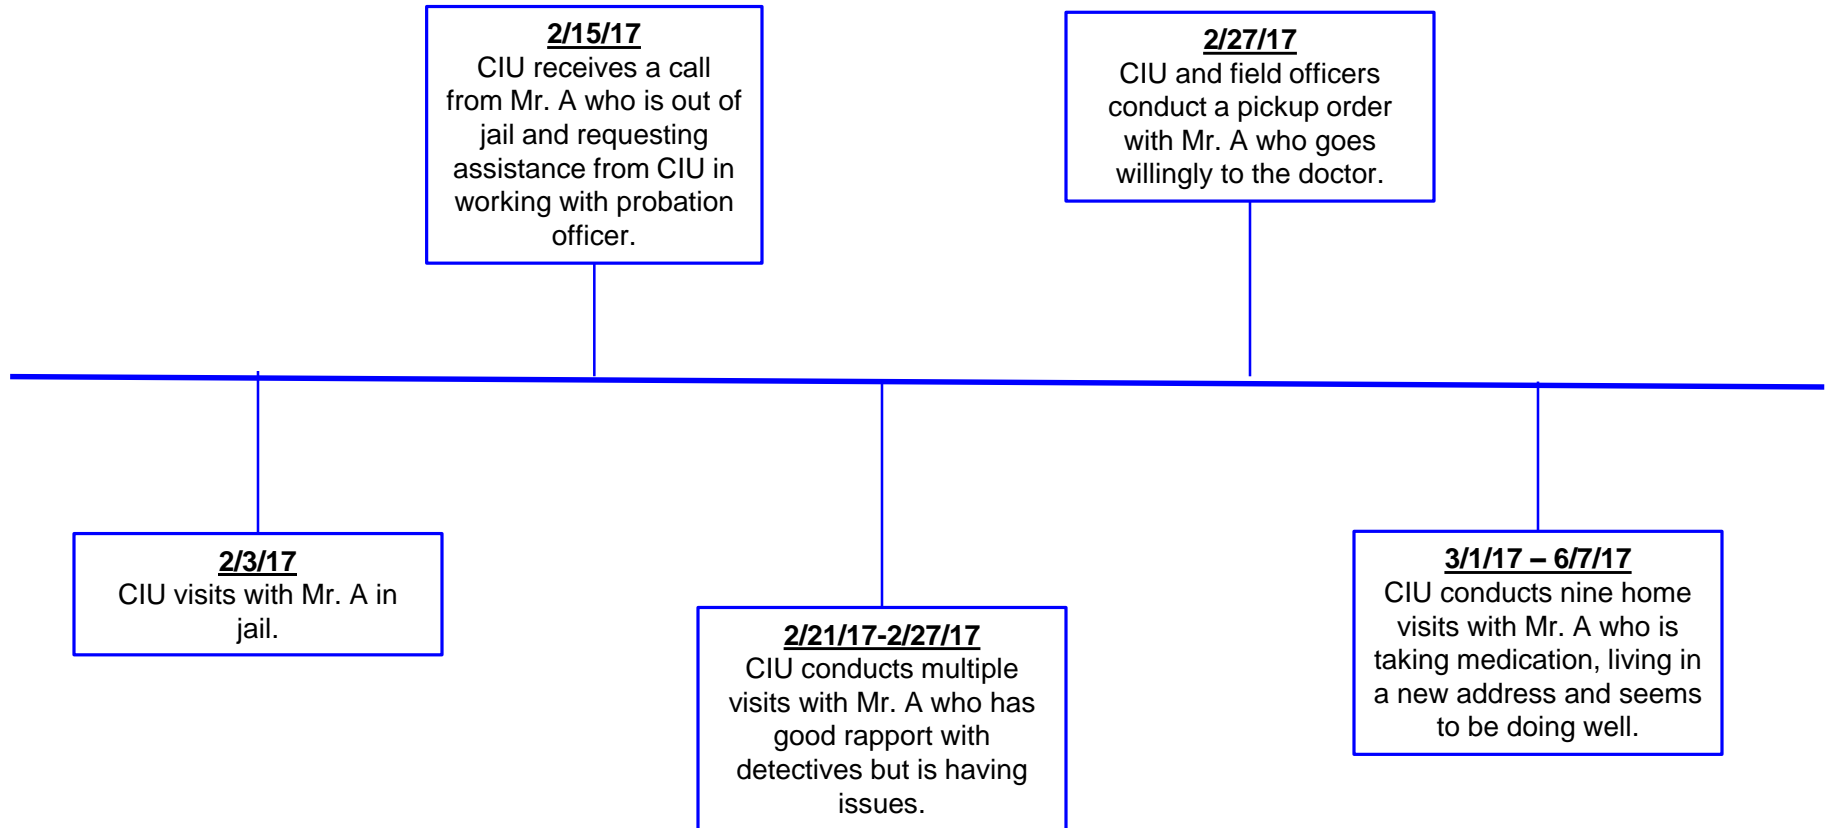 2/15/17
CIU receives a call
from Mr. A who is out of
jail and requesting
assistance from CIU in
working with probation
officer.
2/27/17
CIU and field officers
conduct a pickup order
with Mr. A who goes
willingly to the doctor.
2/3/17
CIU visits with Mr. A in
jail.
2/21/17-2/27/17
CIU conducts multiple
visits with Mr. A who has
good rapport with
detectives but is having
issues.
3/1/17 – 6/7/17
CIU conducts nine home
visits with Mr. A who is
taking medication, living in
a new address and seems
to be doing well.